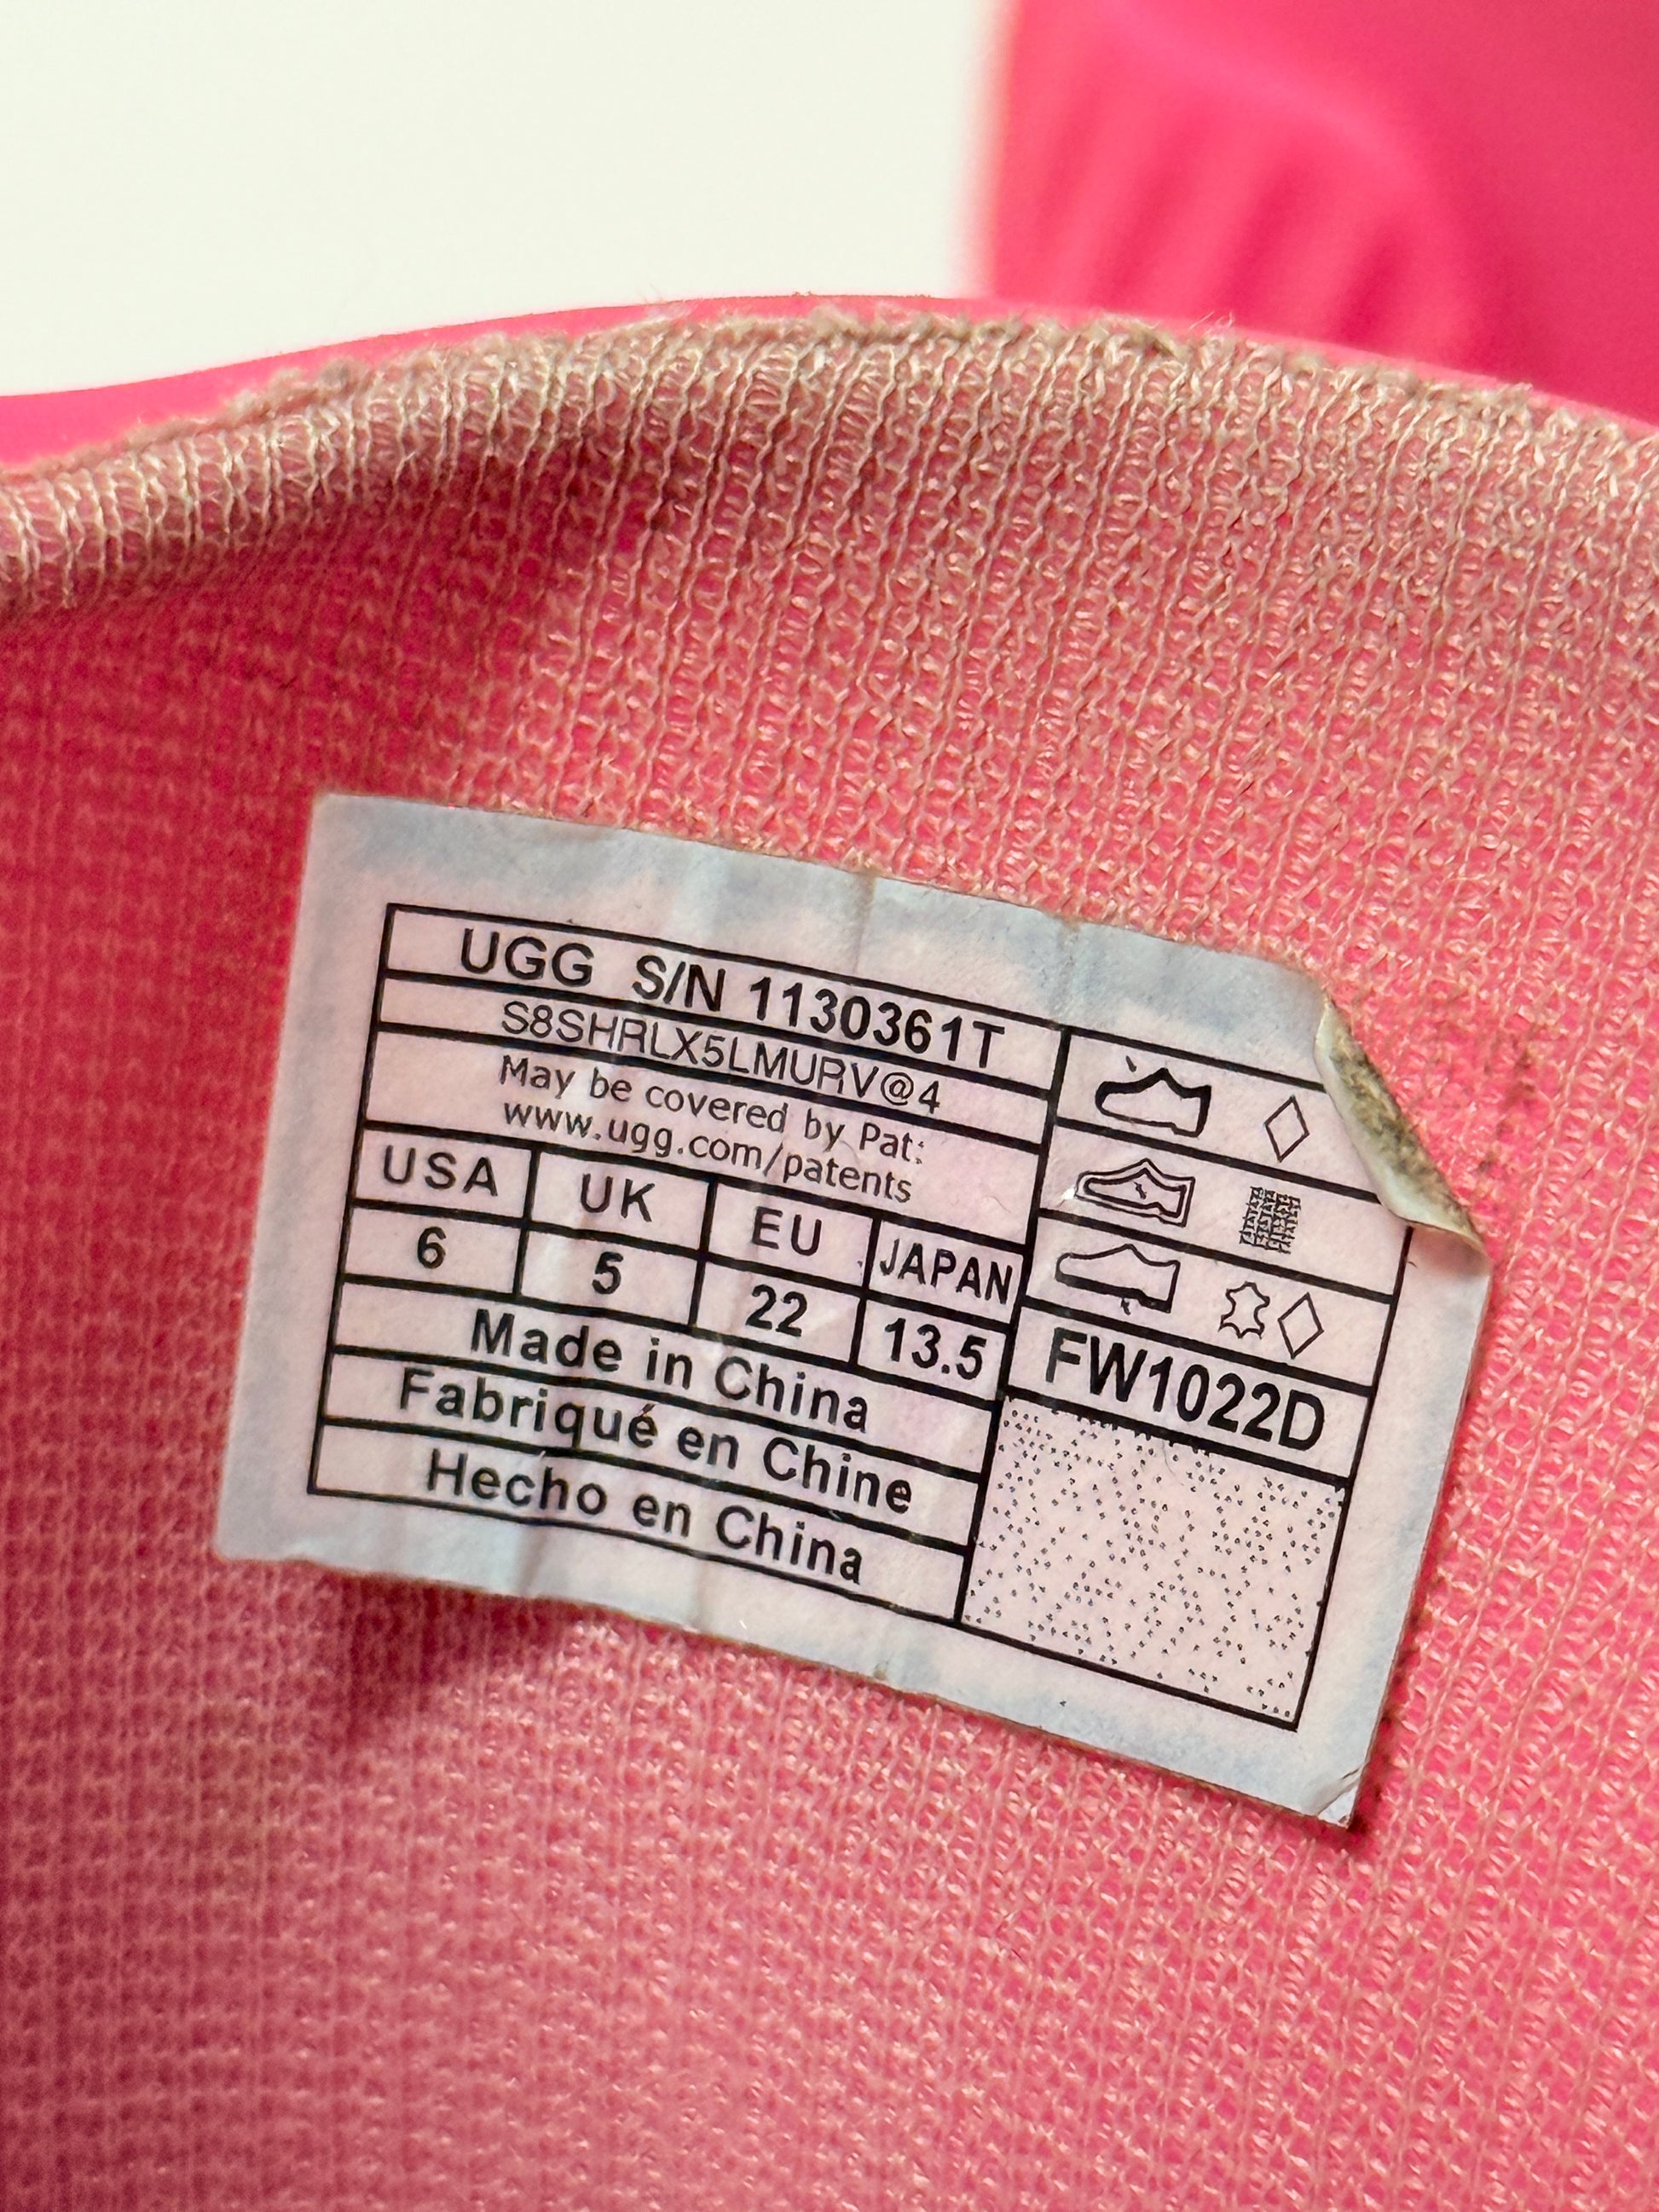 UGG S/N 1130361T
S8SHRLX5LMURV@4
May be covered by Pat:
www.ugg.com/patents
USA UK EU JAPAN
6 5 22 13.5
Made in China
Fabriqué en Chine
Hecho en China
FW1022D